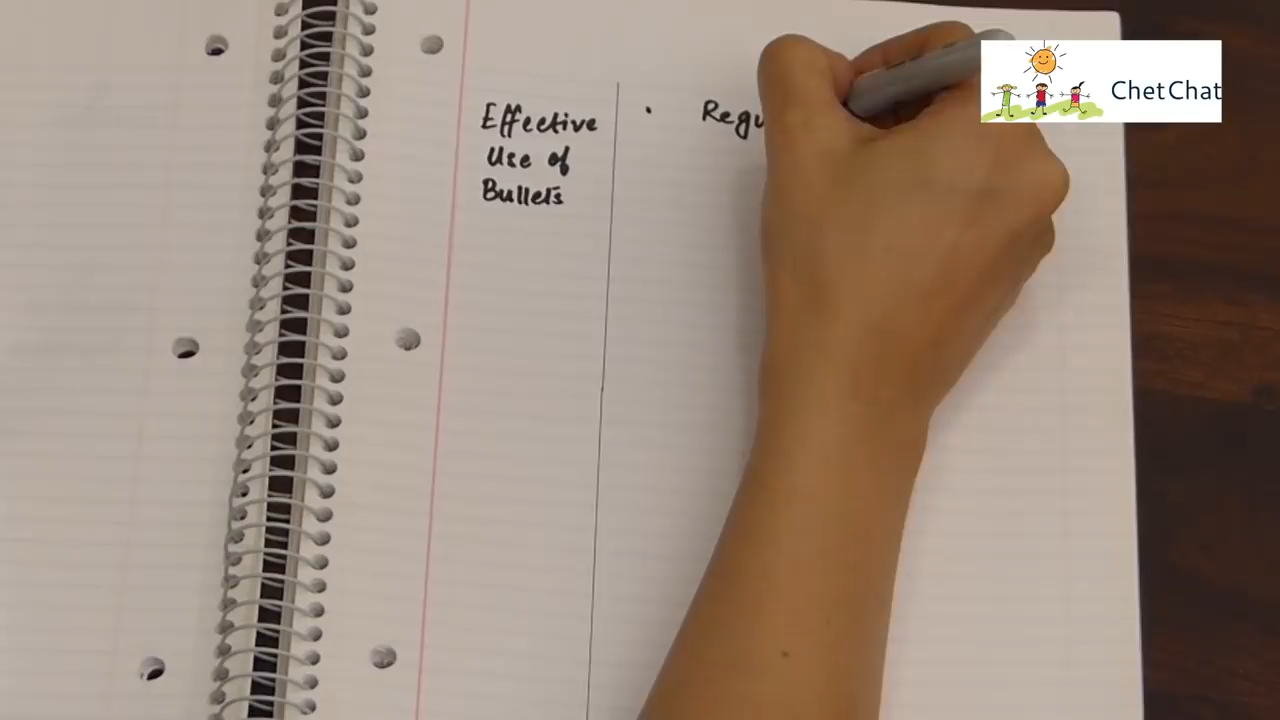 ChetChat
Effective • Regu
Use of
Bullets